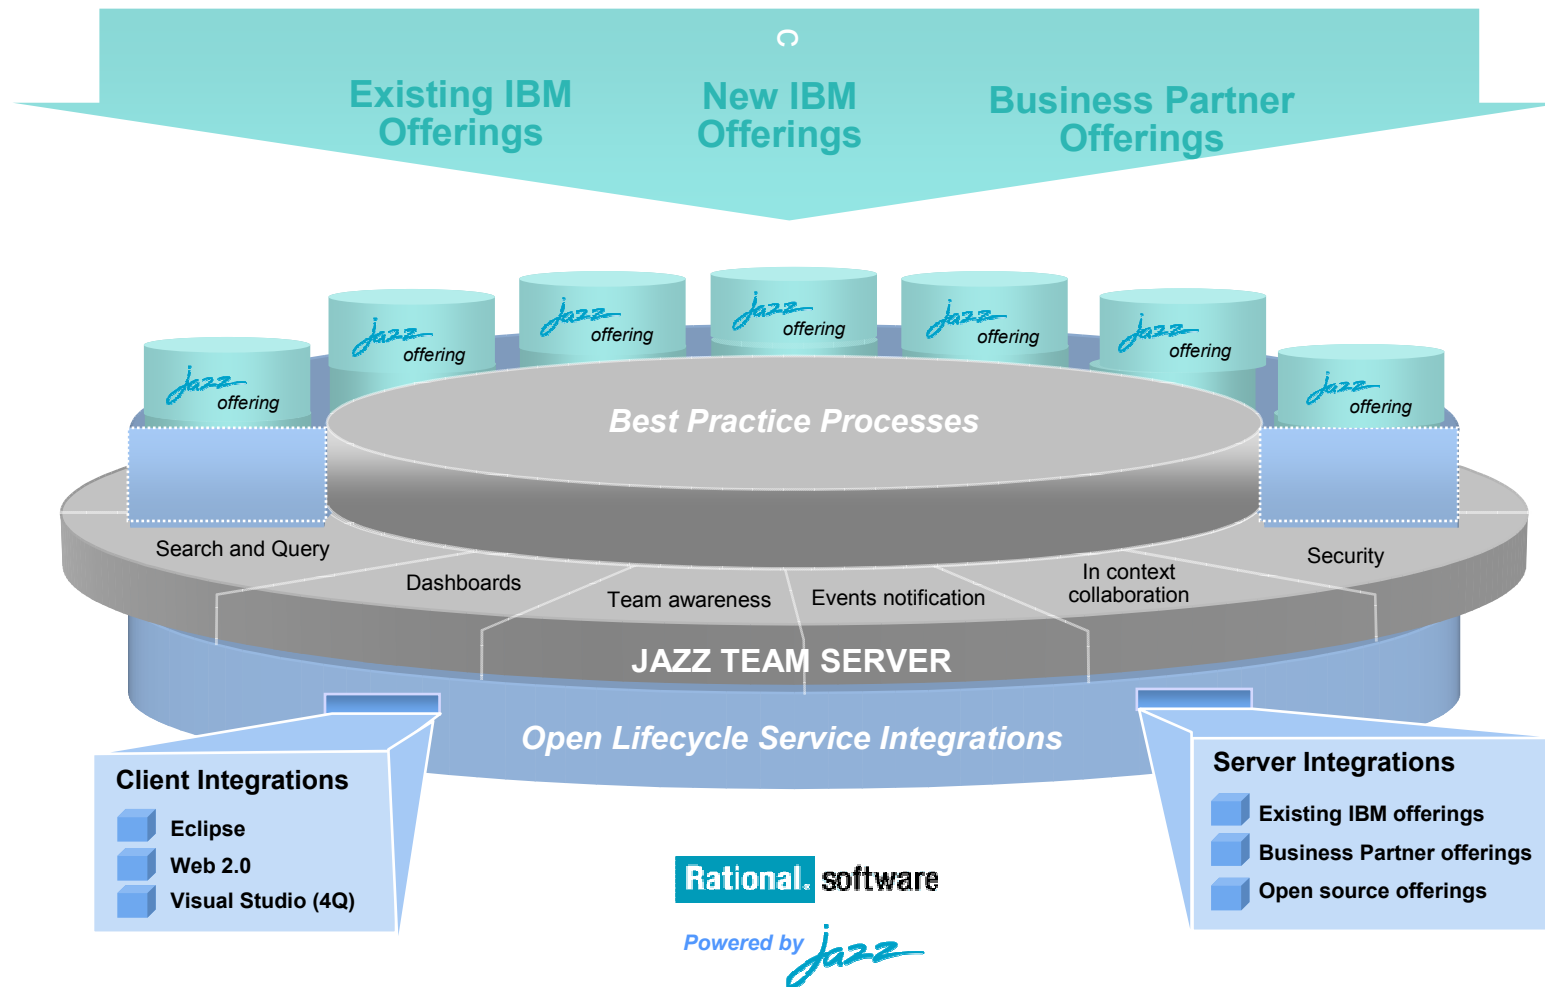 C
Existing IBM
Offerings
New IBM
Offerings
Business Partner
Offerings
jazz
offering
jazz
offering
jazz
offering
jazz
offering
jazz
offering
jazz
offering
jazz
offering
Best Practice Processes
Search and Query
Dashboards
Team awareness
Events notification
In context
collaboration
Security
JAZZ TEAM SERVER
Open Lifecycle Service Integrations
Client Integrations
Eclipse
Web 2.0
Visual Studio (4Q)
Server Integrations
Existing IBM offerings
Business Partner offerings
Open source offerings
Rational. software
Powered by jazz